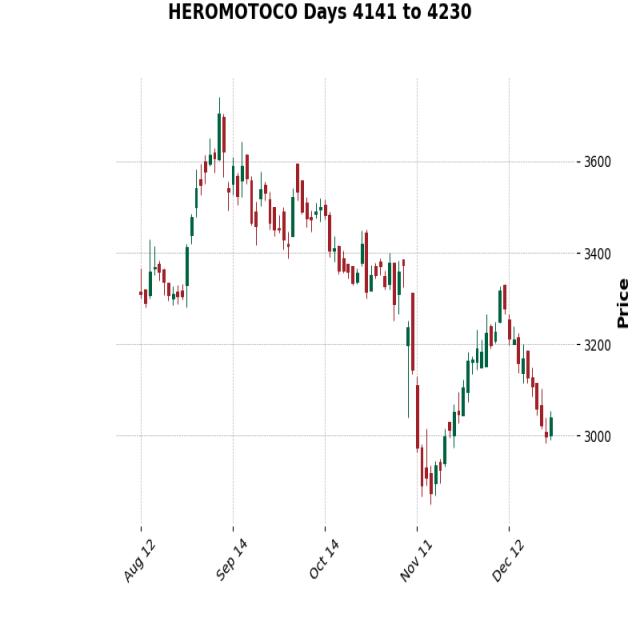 HEROMOTOCO Days 4141 to 4230
3600
3400
3200
3000
Price
Aug 12
Sep 14
Oct 14
Nov 11
Dec 12